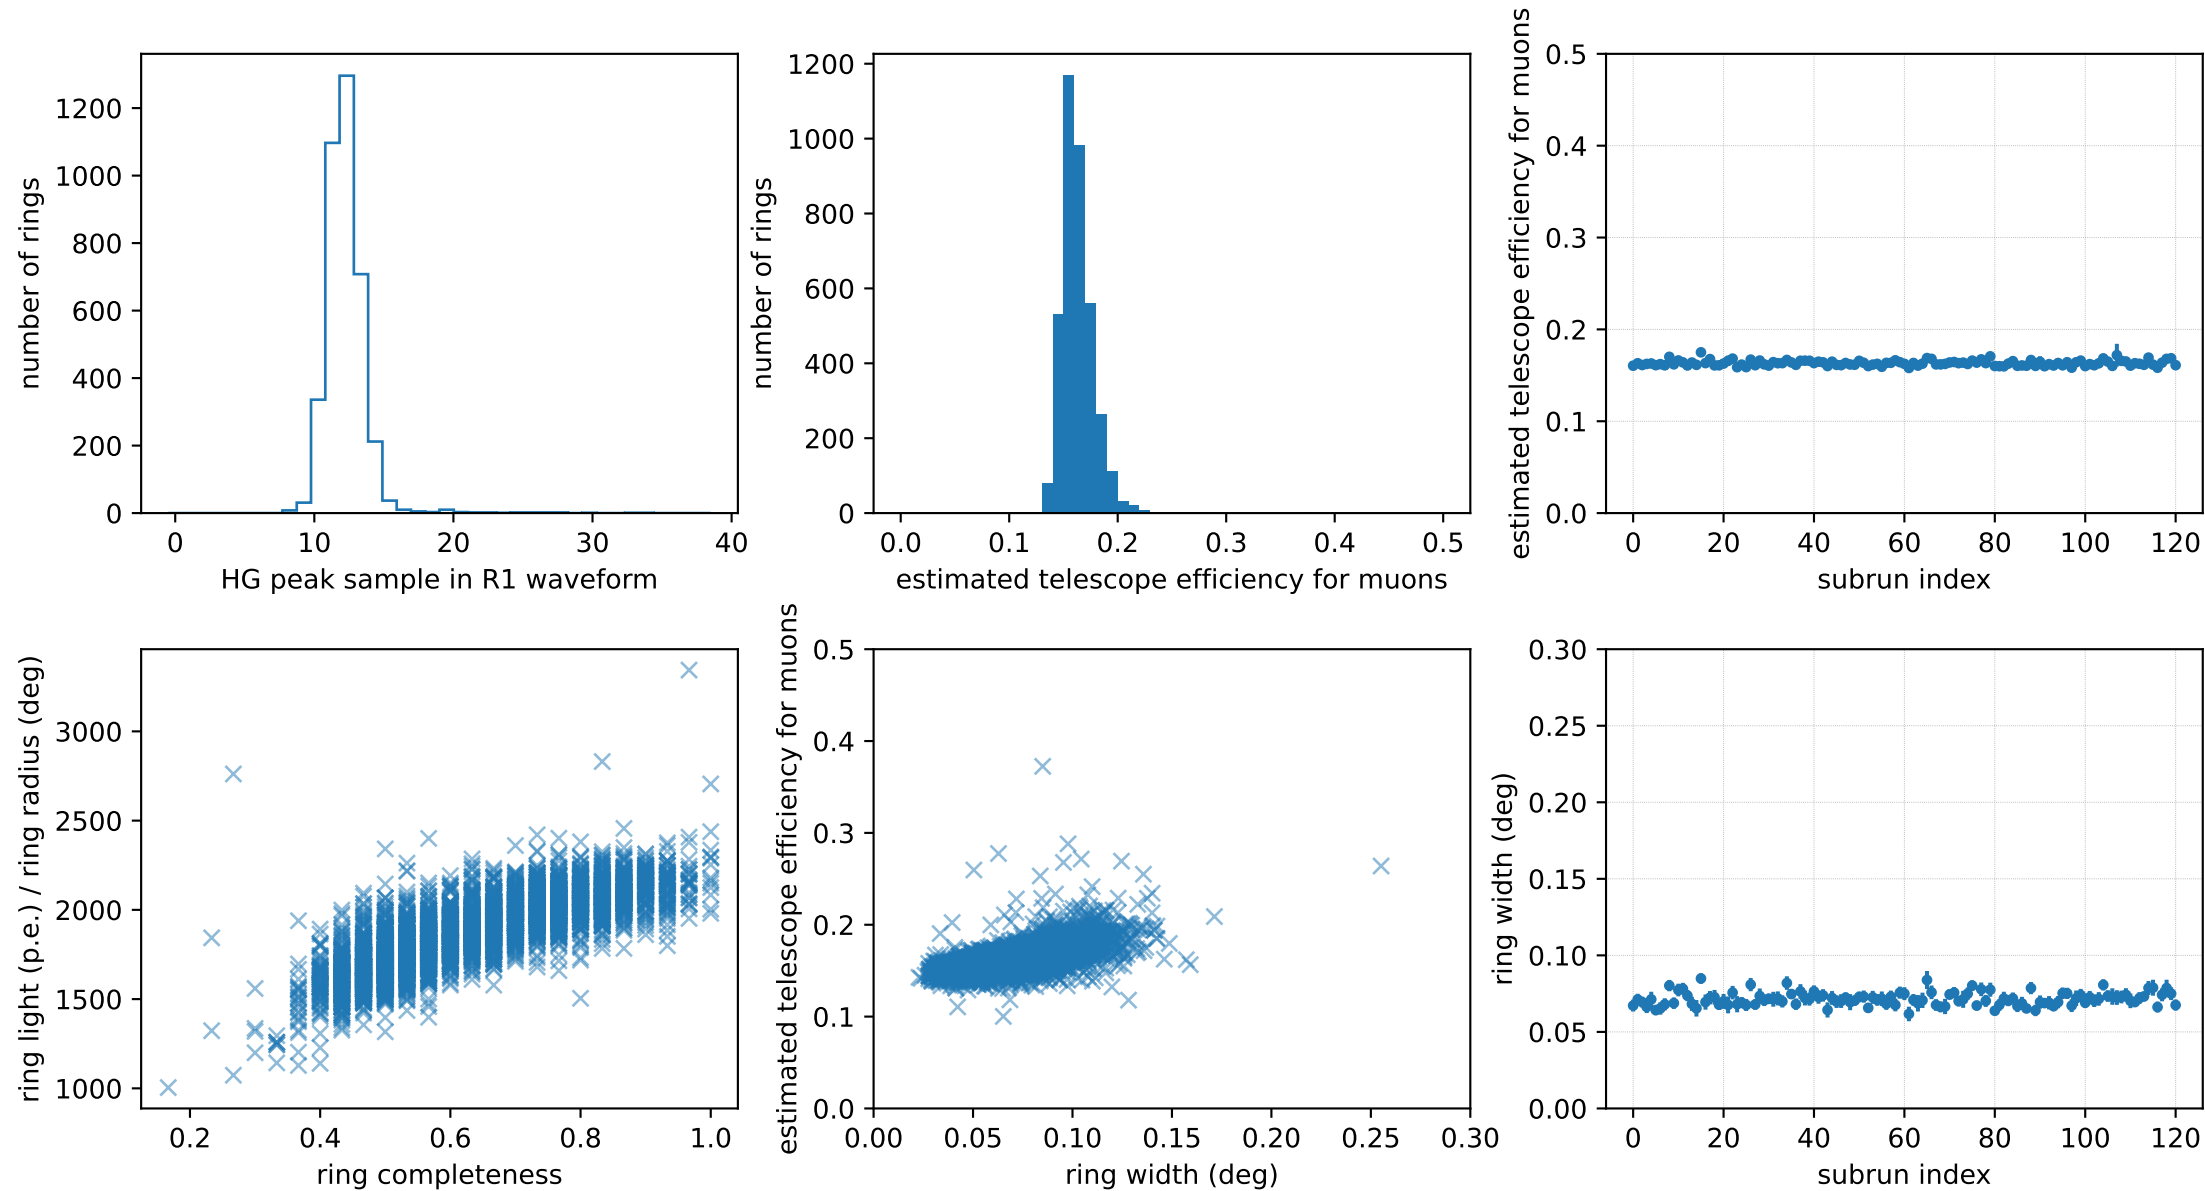 number of rings
1200
1000
800
600
400
200
0
0 10 20 30 40
HG peak sample in R1 waveform
number of rings
1200
1000
800
600
400
200
0
0.0 0.1 0.2 0.3 0.4 0.5
estimated telescope efficiency for muons
estimated telescope efficiency for muons
0.5
0.4
0.3
0.2
0.1
0.0
0 20 40 60 80 100 120
subrun index
ring light (p.e.) / ring radius (deg)
3000
2500
2000
1500
1000
0.2 0.4 0.6 0.8 1.0
ring completeness
estimated telescope efficiency for muons
0.5
0.4
0.3
0.2
0.1
0.0
0.00 0.05 0.10 0.15 0.20 0.25 0.30
ring width (deg)
ring width (deg)
0.30
0.25
0.20
0.15
0.10
0.05
0.00
0 20 40 60 80 100 120
subrun index